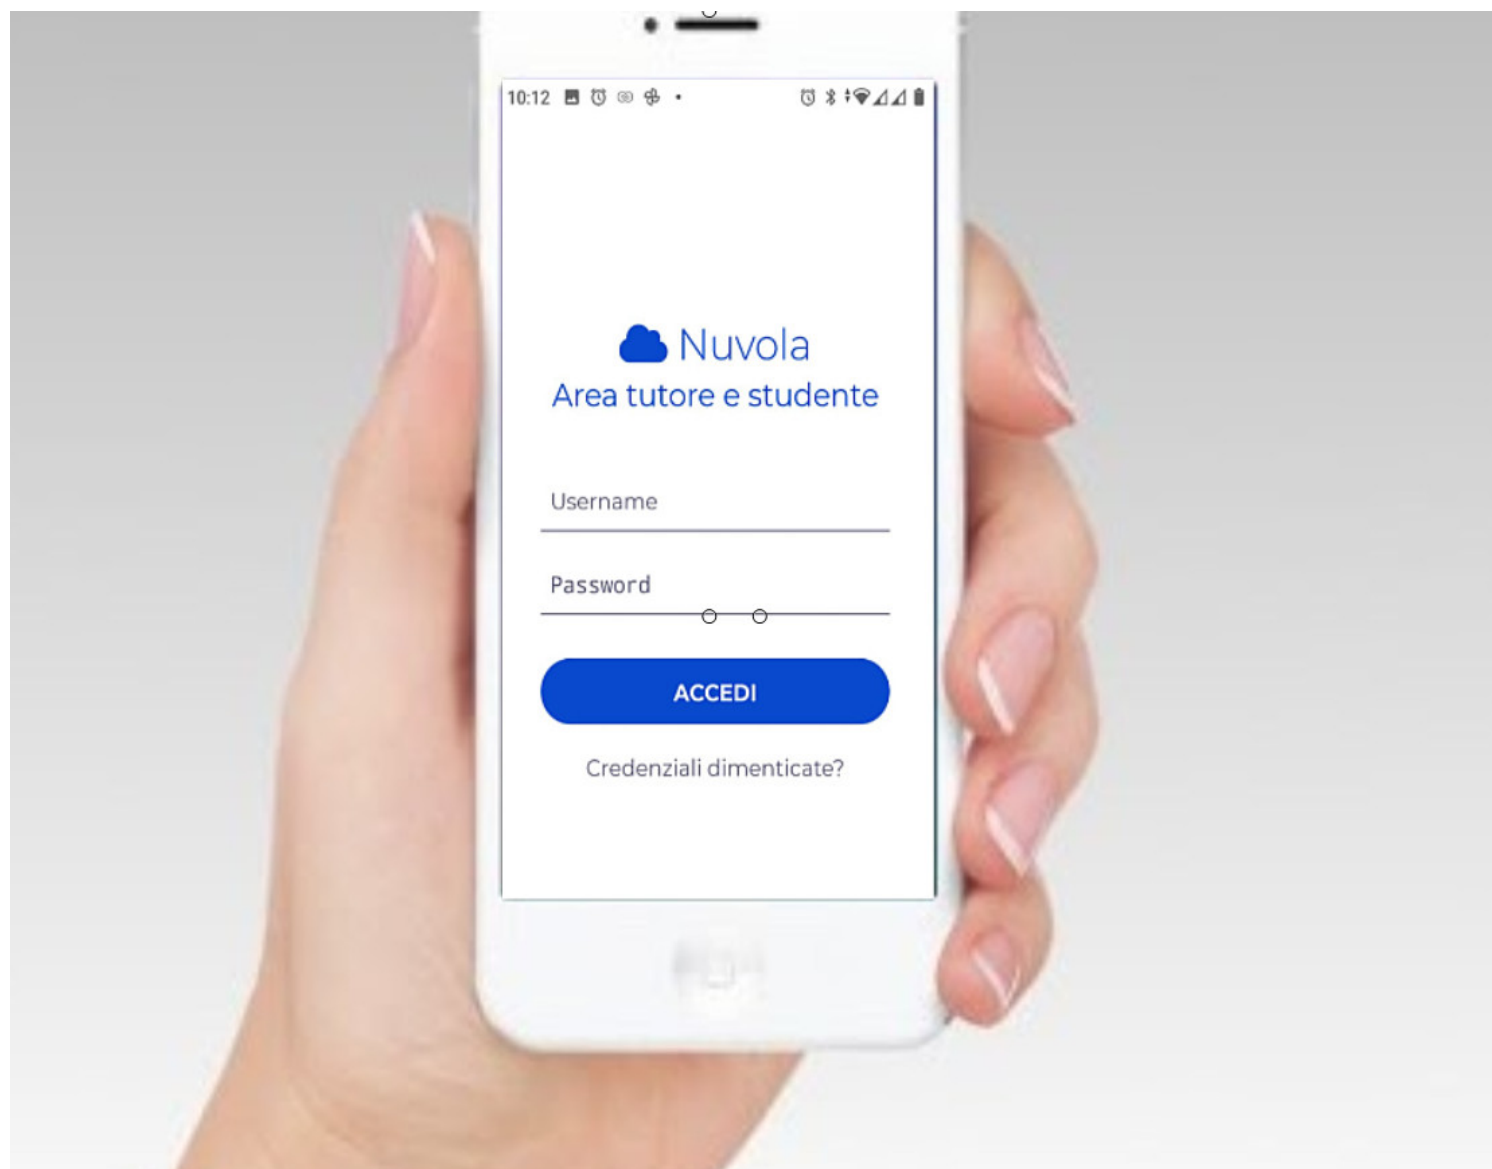 10:12
Nuvola
Area tutore e studente
Username
Password
ACCEDI
Credenziali dimenticate?